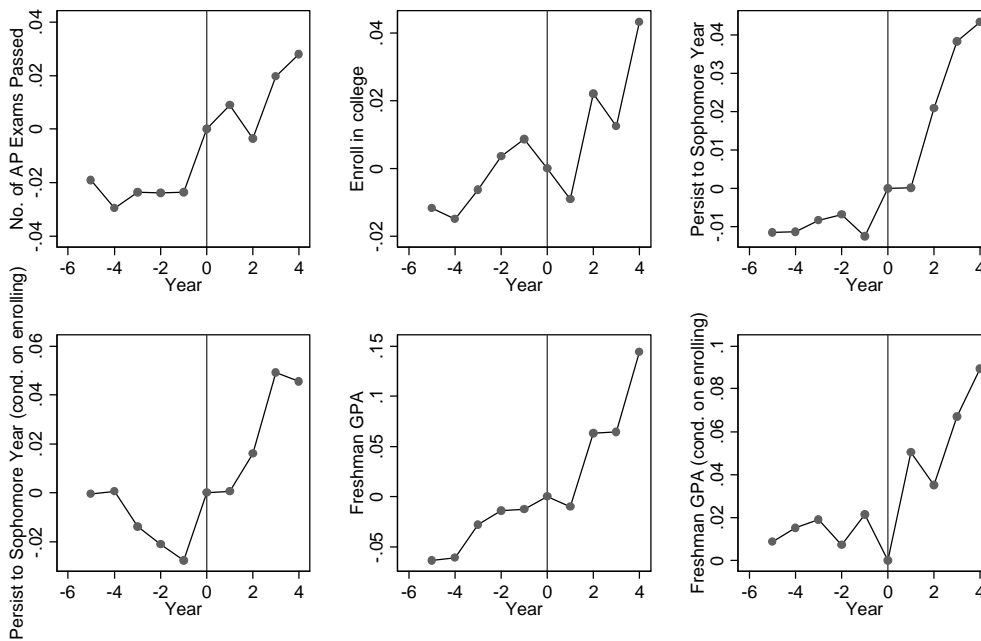 No. of AP Exams Passed
.04
.02
0
-.02
-.04
-6 -4 -2 0 2 4
Year
Enroll in college
.04
.02
0
-.02
-6 -4 -2 0 2 4
Year
Persist to Sophomore Year
.04
.03
.02
.01
0
-.01
-6 -4 -2 0 2 4
Year
Persist to Sophomore Year (cond. on enrolling)
.06
.04
.02
0
-.02
-6 -4 -2 0 2 4
Year
Freshman GPA
.15
.1
.05
0
-.05
-6 -4 -2 0 2 4
Year
Freshman GPA (cond. on enrolling)
.1
.08
.06
.04
.02
0
-6 -4 -2 0 2 4
Year